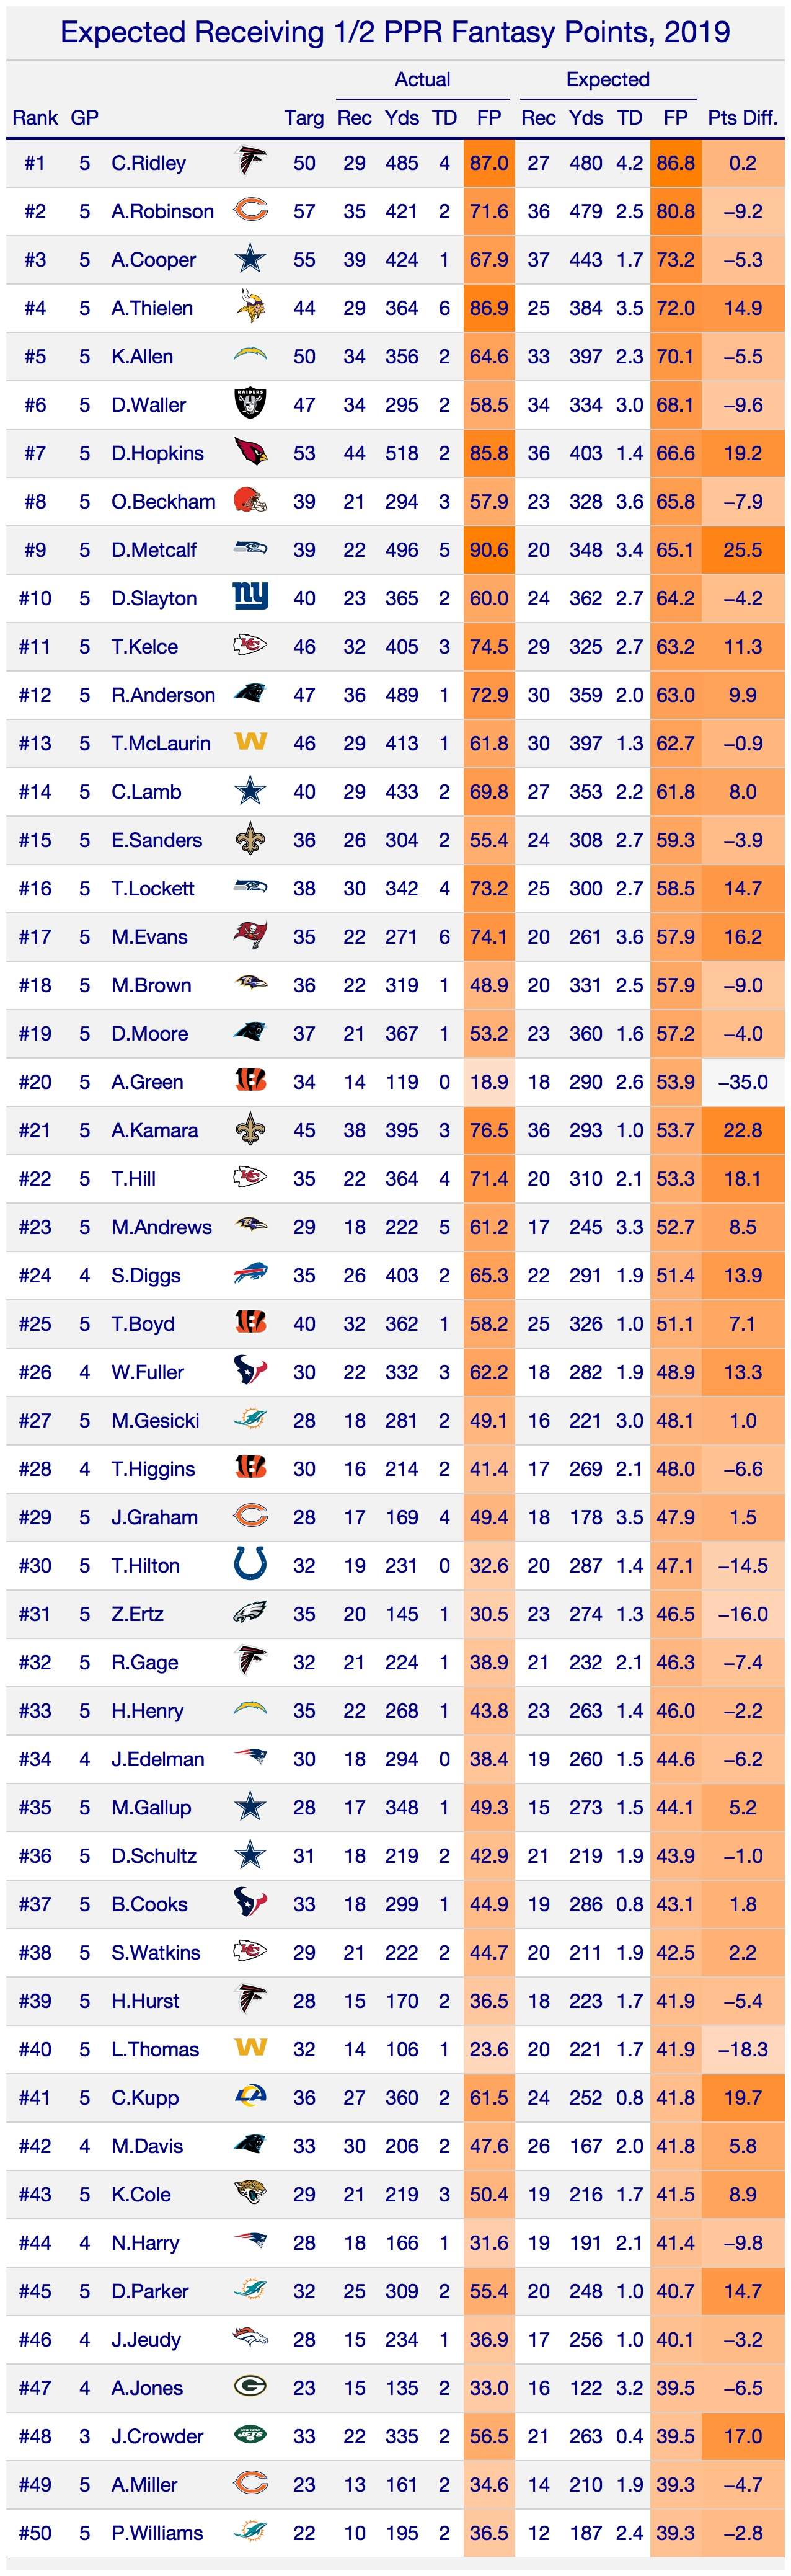 Expected Receiving 1/2 PPR Fantasy Points, 2019
Actual Expected
Rank GP Targ Rec Yds TD FP Rec Yds TD FP Pts Diff.
#1 5 C.Ridley 50 29 485 4 87.0 27 480 4.2 86.8 0.2
#2 5 A.Robinson 57 35 421 2 71.6 36 479 2.5 80.8 −9.2
#3 5 A.Cooper 55 39 424 1 67.9 37 443 1.7 73.2 −5.3
#4 5 A.Thielen 44 29 364 6 86.9 25 384 3.5 72.0 14.9
#5 5 K.Allen 50 34 356 2 64.6 33 397 2.3 70.1 −5.5
RAIDERS
#6 5 D.Waller 47 34 295 2 58.5 34 334 3.0 68.1 −9.6
#7 5 D.Hopkins 53 44 518 2 85.8 36 403 1.4 66.6 19.2
#8 5 O.Beckham 39 21 294 3 57.9 23 328 3.6 65.8 −7.9
#9 5 D.Metcalf 39 22 496 5 90.6 20 348 3.4 65.1 25.5
#10 5 D.Slayton ny 40 23 365 2 60.0 24 362 2.7 64.2 −4.2
#11 5 T.Kelce KC 46 32 405 3 74.5 29 325 2.7 63.2 11.3
#12 5 R.Anderson 47 36 489 1 72.9 30 359 2.0 63.0 9.9
#13 5 T.McLaurin W 46 29 413 1 61.8 30 397 1.3 62.7 −0.9
#14 5 C.Lamb 40 29 433 2 69.8 27 353 2.2 61.8 8.0
#15 5 E.Sanders 36 26 304 2 55.4 24 308 2.7 59.3 −3.9
#16 5 T.Lockett 38 30 342 4 73.2 25 300 2.7 58.5 14.7
#17 5 M.Evans 35 22 271 6 74.1 20 261 3.6 57.9 16.2
#18 5 M.Brown 36 22 319 1 48.9 20 331 2.5 57.9 −9.0
#19 5 D.Moore 37 21 367 1 53.2 23 360 1.6 57.2 −4.0
#20 5 A.Green B 34 14 119 0 18.9 18 290 2.6 53.9 −35.0
#21 5 A.Kamara 45 38 395 3 76.5 36 293 1.0 53.7 22.8
#22 5 T.Hill KC 35 22 364 4 71.4 20 310 2.1 53.3 18.1
#23 5 M.Andrews 29 18 222 5 61.2 17 245 3.3 52.7 8.5
#24 4 S.Diggs 35 26 403 2 65.3 22 291 1.9 51.4 13.9
#25 5 T.Boyd B 40 32 362 1 58.2 25 326 1.0 51.1 7.1
#26 4 W.Fuller 30 22 332 3 62.2 18 282 1.9 48.9 13.3
#27 5 M.Gesicki 28 18 281 2 49.1 16 221 3.0 48.1 1.0
#28 4 T.Higgins B 30 16 214 2 41.4 17 269 2.1 48.0 −6.6
#29 5 J.Graham 28 17 169 4 49.4 18 178 3.5 47.9 1.5
#30 5 T.Hilton 32 19 231 0 32.6 20 287 1.4 47.1 −14.5
#31 5 Z.Ertz 35 20 145 1 30.5 23 274 1.3 46.5 −16.0
#32 5 R.Gage 32 21 224 1 38.9 21 232 2.1 46.3 −7.4
#33 5 H.Henry 35 22 268 1 43.8 23 263 1.4 46.0 −2.2
#34 4 J.Edelman 30 18 294 0 38.4 19 260 1.5 44.6 −6.2
#35 5 M.Gallup 28 17 348 1 49.3 15 273 1.5 44.1 5.2
#36 5 D.Schultz 31 18 219 2 42.9 21 219 1.9 43.9 −1.0
#37 5 B.Cooks 33 18 299 1 44.9 19 286 0.8 43.1 1.8
#38 5 S.Watkins KC 29 21 222 2 44.7 20 211 1.9 42.5 2.2
#39 5 H.Hurst 28 15 170 2 36.5 18 223 1.7 41.9 −5.4
#40 5 L.Thomas W 32 14 106 1 23.6 20 221 1.7 41.9 −18.3
#41 5 C.Kupp LA 36 27 360 2 61.5 24 252 0.8 41.8 19.7
#42 4 M.Davis 33 30 206 2 47.6 26 167 2.0 41.8 5.8
#43 5 K.Cole 29 21 219 3 50.4 19 216 1.7 41.5 8.9
#44 4 N.Harry 28 18 166 1 31.6 19 191 2.1 41.4 −9.8
#45 5 D.Parker 32 25 309 2 55.4 20 248 1.0 40.7 14.7
#46 4 J.Jeudy 28 15 234 1 36.9 17 256 1.0 40.1 −3.2
#47 4 A.Jones G 23 15 135 2 33.0 16 122 3.2 39.5 −6.5
#48 3 J.Crowder JETS 33 22 335 2 56.5 21 263 0.4 39.5 17.0
#49 5 A.Miller 23 13 161 2 34.6 14 210 1.9 39.3 −4.7
#50 5 P.Williams 22 10 195 2 36.5 12 187 2.4 39.3 −2.8